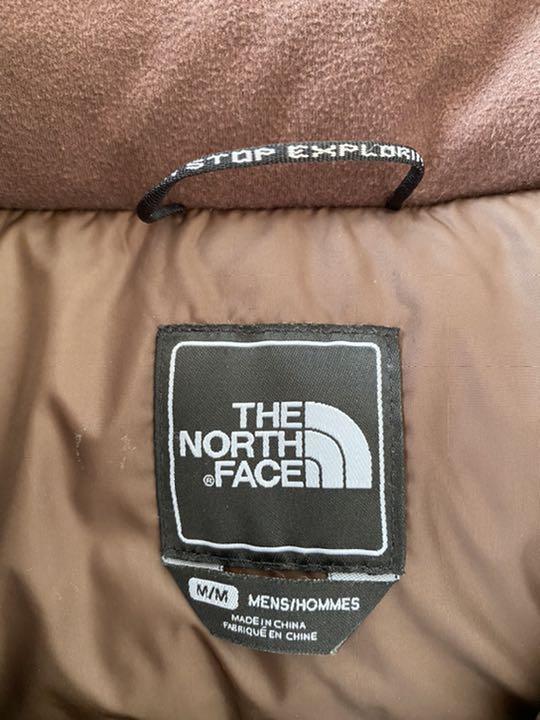 STOP EXPLORI
THE
NORTH
FACE
®
M/M MENS/HOMMES
MADE IN CHINA
FABRIQUÉ EN CHINE